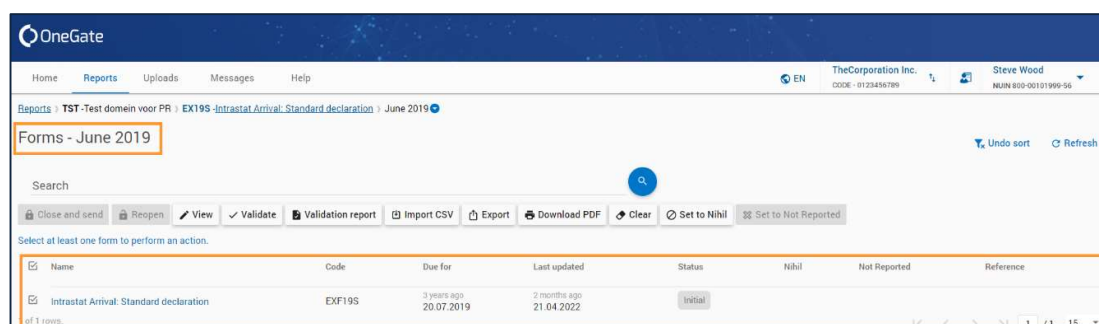 OneGate
Home Reports Uploads Messages Help EN TheCorporation Inc. CODE - 0123456789 Steve Wood NUIN 800-00101999-56
Reports > TST -Test domein voor PR > EX19S -Intrastat Arrival: Standard declaration > June 2019
Forms - June 2019
Undo sort Refresh
Search
Close and send Reopen View Validate Validation report Import CSV Export Download PDF Clear Set to Nihil Set to Not Reported
Select at least one form to perform an action.
Name Code Due for Last updated Status Nihil Not Reported Reference
3 years ago 2 months ago
Intrastat Arrival: Standard declaration EXF19S 20.07.2019 21.04.2022 Initial
of 1 rows. 1 / 1 15